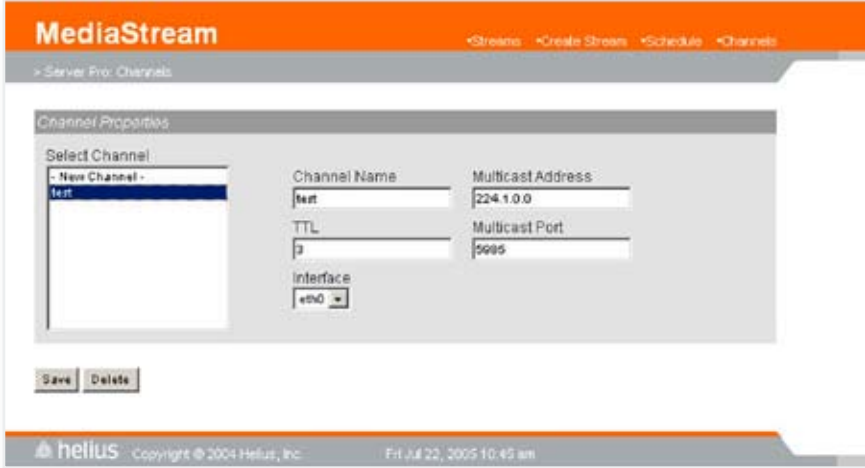 MediaStream
•Streams •Create Stream •Schedule •Channels
> Server Pro: Channels
Channel Properties
Select Channel
- New Channel -
test
Channel Name
test
Multicast Address
224.1.0.0
TTL
3
Multicast Port
5985
Interface
eth0
Save Delete
helius Copyright © 2004 Helius, Inc. Fri Jul 22, 2005 10:45 am